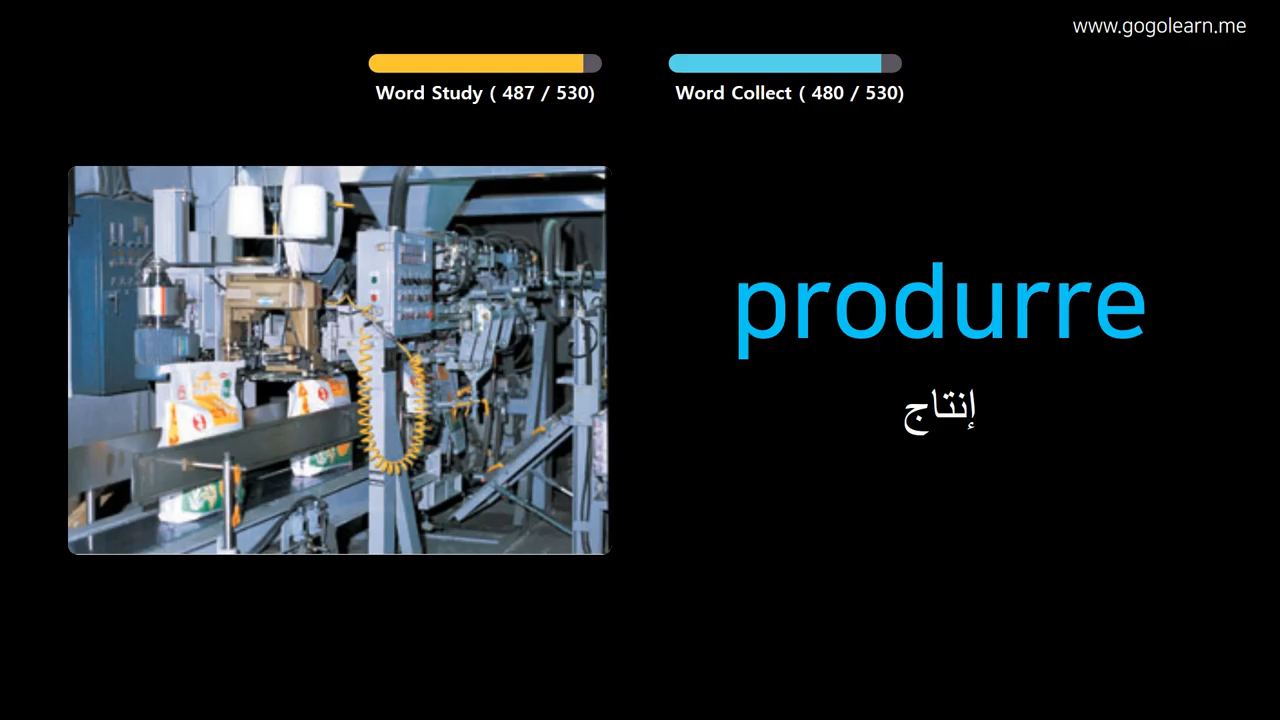 www.gogolearn.me
Word Study ( 487 / 530)
Word Collect ( 480 / 530)
produrre
إنتاج